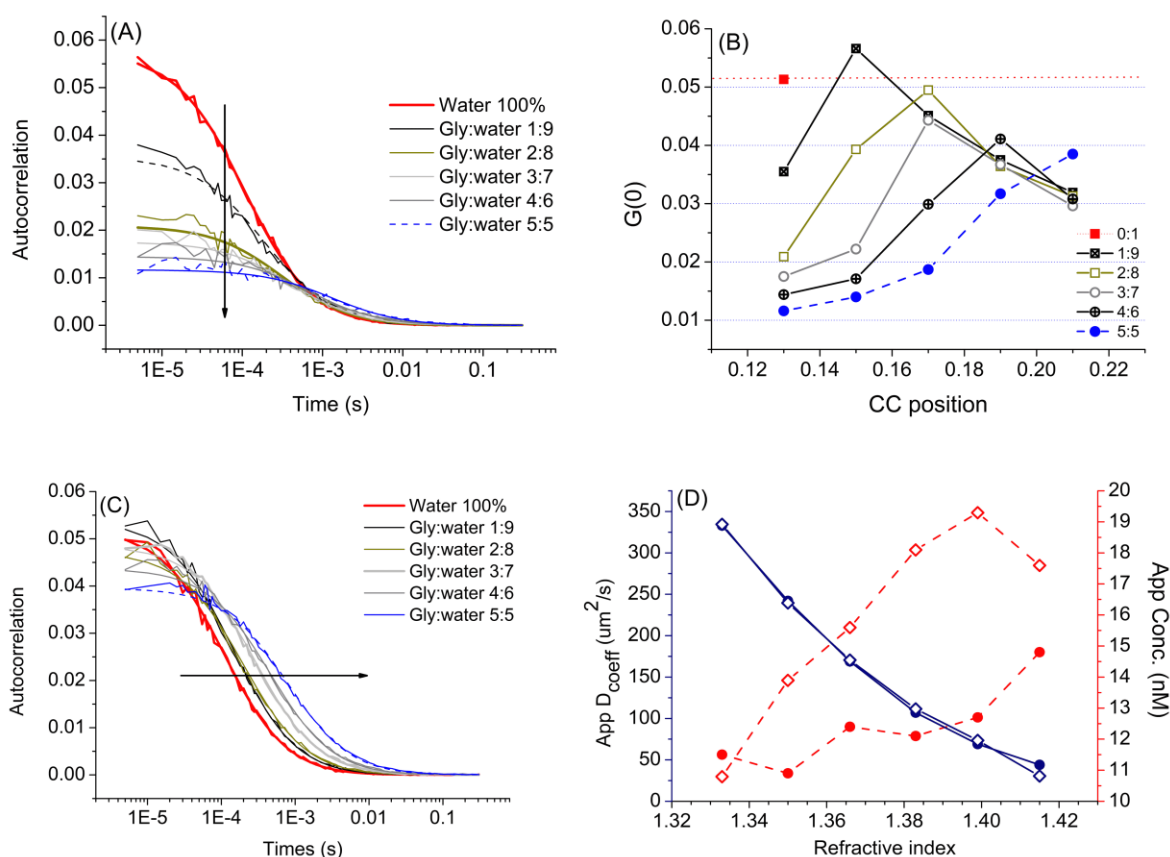 (A)
0.06
0.05
0.04
0.03
0.02
0.01
0.00
Autocorrelation
1E-5 1E-4 1E-3 0.01 0.1
Time (s)
Water 100%
Gly:water 1:9
Gly:water 2:8
Gly:water 3:7
Gly:water 4:6
Gly:water 5:5
(B)
0.06
0.05
0.04
0.03
0.02
0.01
G(0)
0.12 0.14 0.16 0.18 0.20 0.22
CC position
0:1
1:9
2:8
3:7
4:6
5:5
(C)
0.06
0.05
0.04
0.03
0.02
0.01
0.00
Autocorrelation
1E-5 1E-4 1E-3 0.01 0.1
Times (s)
Water 100%
Gly:water 1:9
Gly:water 2:8
Gly:water 3:7
Gly:water 4:6
Gly:water 5:5
(D)
350
300
250
200
150
100
50
0
App D_coeff (um^2/s)
20
19
18
17
16
15
14
13
12
11
10
App Conc. (nM)
1.32 1.34 1.36 1.38 1.40 1.42
Refractive index